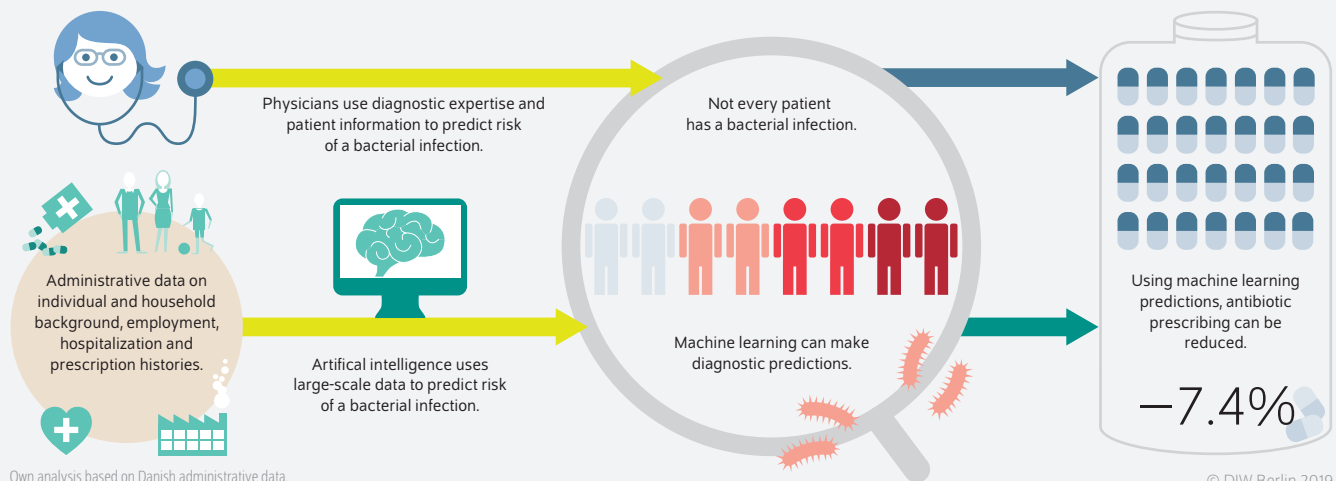 Physicians use diagnostic expertise and
patient information to predict risk
of a bacterial infection.
Not every patient
has a bacterial infection.
Administrative data on
individual and household
background, employment,
hospitalization and
prescription histories.
Artifical intelligence uses
large-scale data to predict risk
of a bacterial infection.
Machine learning can make
diagnostic predictions.
Using machine learning
predictions, antibiotic
prescribing can be
reduced.
−7.4%
Own analysis based on Danish administrative data.
© DIW Berlin 2019